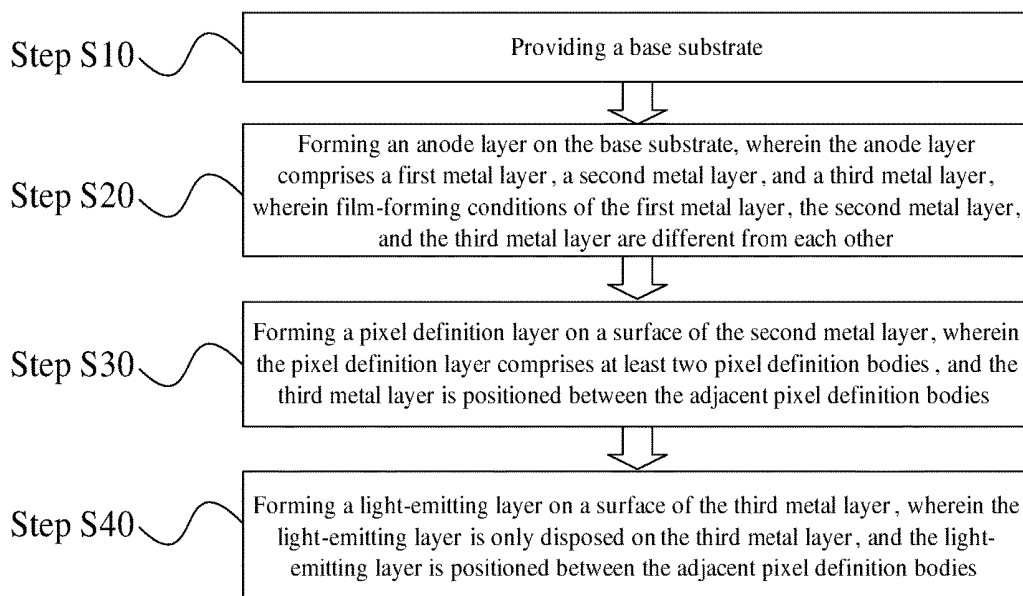 Step S10
Providing a base substrate
Step S20
Forming an anode layer on the base substrate, wherein the anode layer
comprises a first metal layer, a second metal layer, and a third metal layer,
wherein film-forming conditions of the first metal layer, the second metal layer,
and the third metal layer are different from each other
Step S30
Forming a pixel definition layer on a surface of the second metal layer, wherein
the pixel definition layer comprises at least two pixel definition bodies, and the
third metal layer is positioned between the adjacent pixel definition bodies
Step S40
Forming a light-emitting layer on a surface of the third metal layer, wherein the
light-emitting layer is only disposed on the third metal layer, and the light-
emitting layer is positioned between the adjacent pixel definition bodies